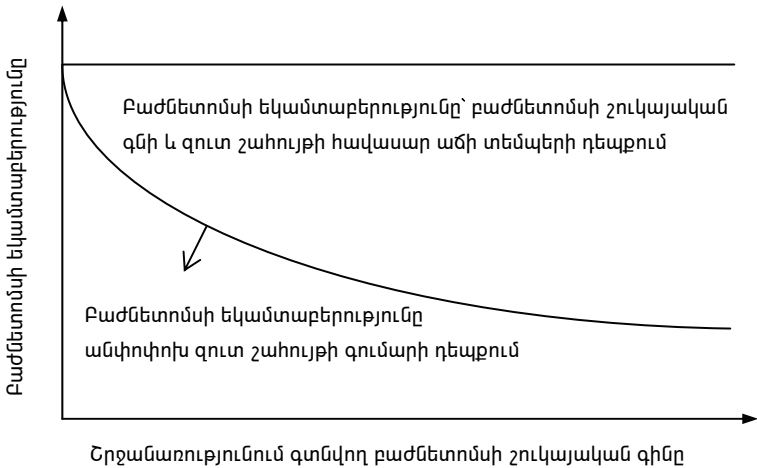 Բաժնետոմսի եկամտաբերությունը
Բաժնետոմսի եկամտաբերությունը՝ բաժնետոմսի շուկայական
գնի և զուտ շահույթի հավասար աճի տեմպերի դեպքում
Բաժնետոմսի եկամտաբերությունը
անփոփոխ զուտ շահույթի գումարի դեպքում
Շրջանառությունում գտնվող բաժնետոմսի շուկայական գինը